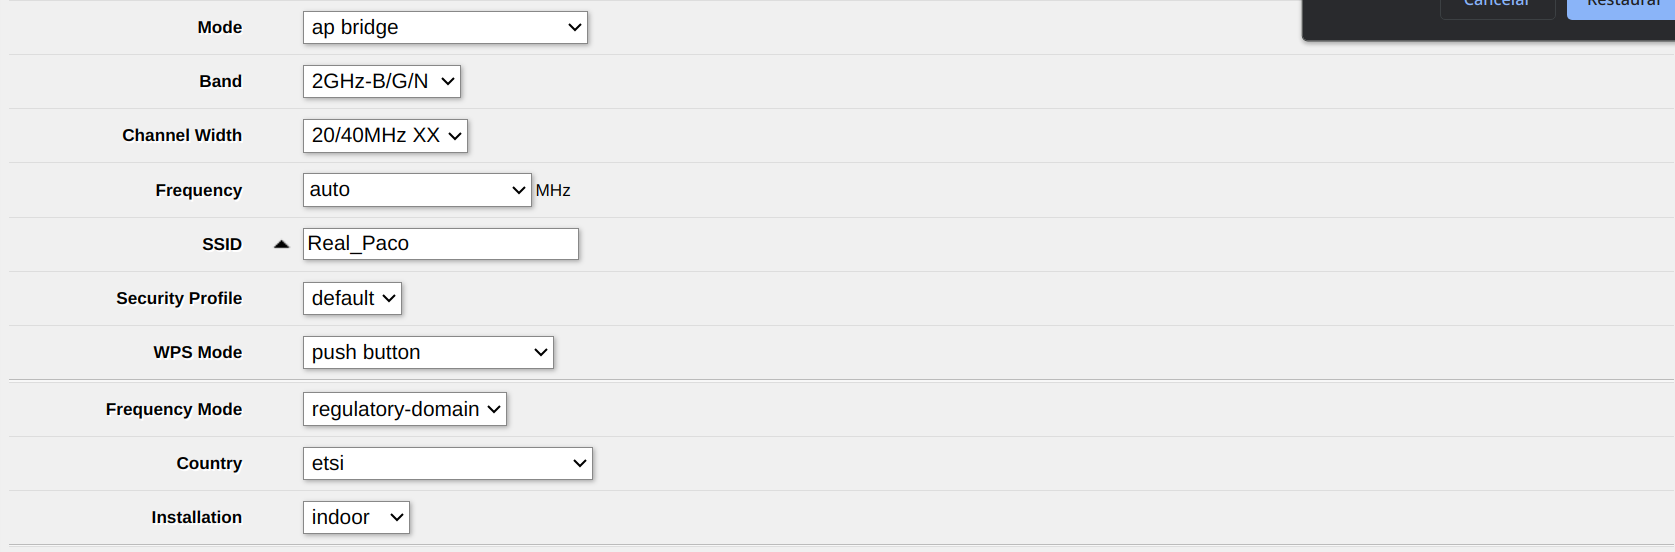 Cancelar Restaurar
Mode ap bridge
Band 2GHz-B/G/N
Channel Width 20/40MHz XX
Frequency auto MHz
SSID Real_Paco
Security Profile default
WPS Mode push button
Frequency Mode regulatory-domain
Country etsi
Installation indoor